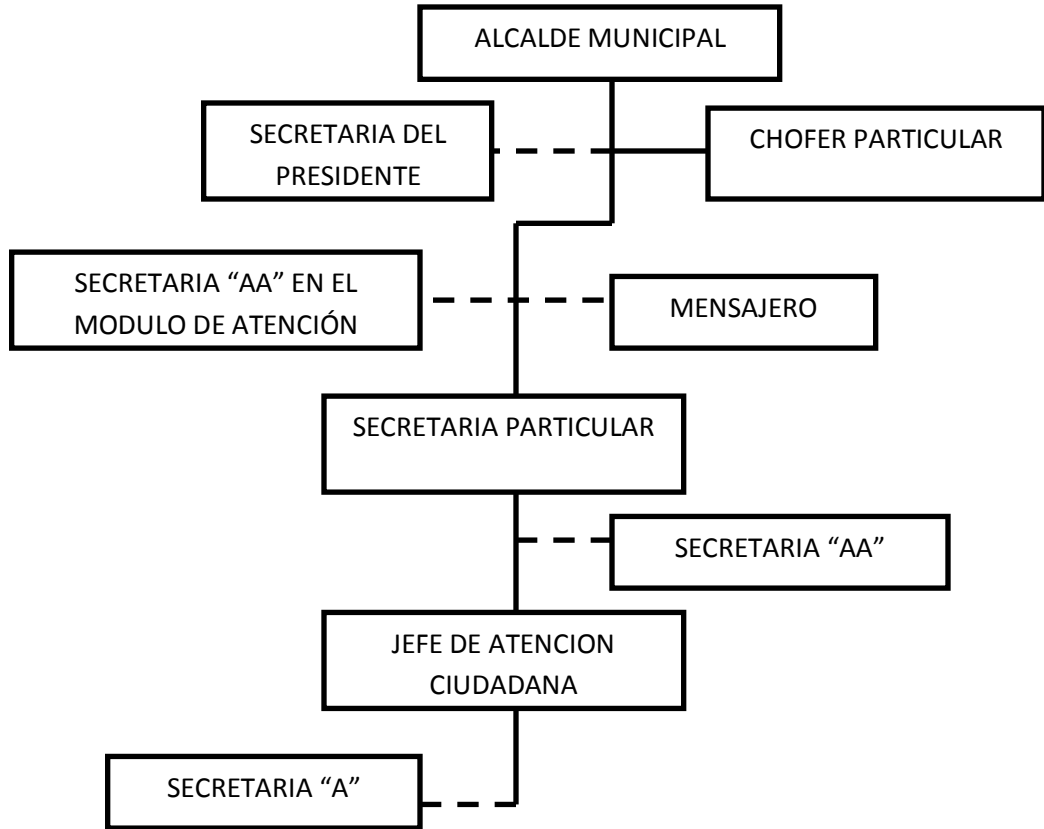 ALCALDE MUNICIPAL
SECRETARIA DEL
PRESIDENTE
CHOFER PARTICULAR
SECRETARIA “AA” EN EL
MODULO DE ATENCIÓN
MENSAJERO
SECRETARIA PARTICULAR
SECRETARIA “AA”
JEFE DE ATENCION
CIUDADANA
SECRETARIA “A”